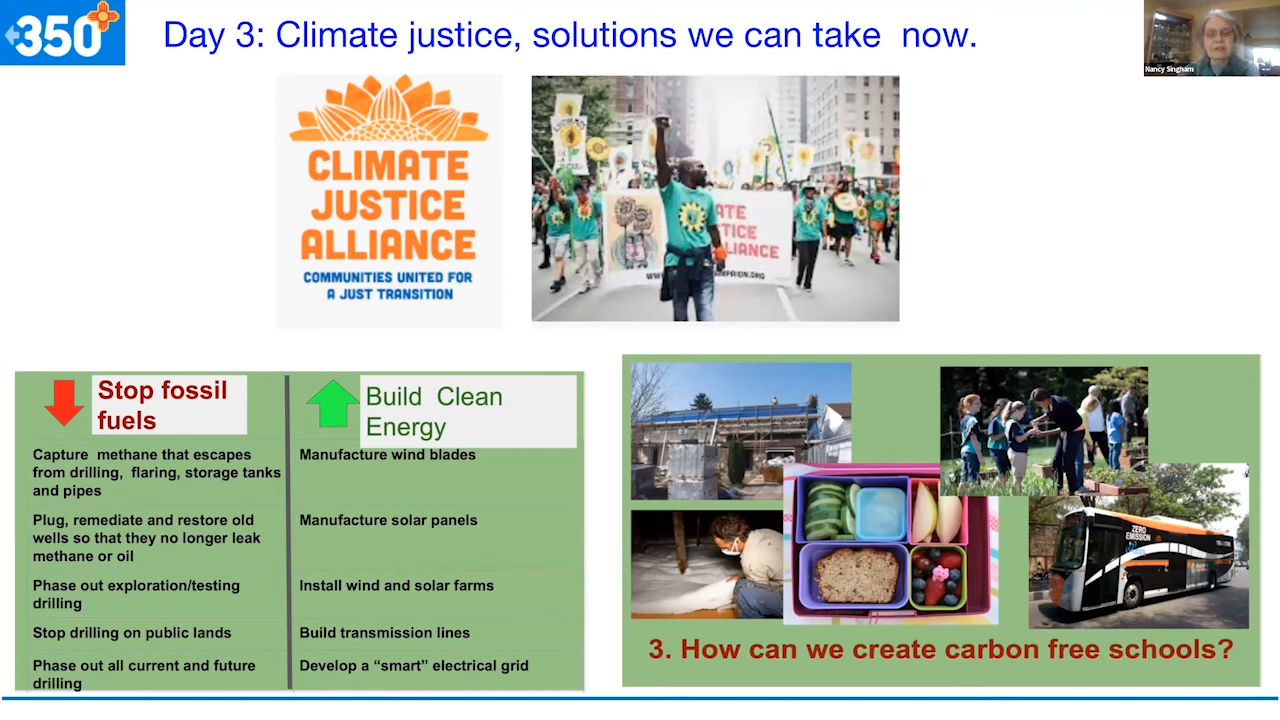 350
Day 3: Climate justice, solutions we can take now.
Nancy Singham
CLIMATE
JUSTICE
ALLIANCE
COMMUNITIES UNITED FOR
A JUST TRANSITION
ATE
TICE
LIANCE
Stop fossil
fuels
Build Clean
Energy
Capture methane that escapes
from drilling, flaring, storage tanks
and pipes
Manufacture wind blades
Plug, remediate and restore old
wells so that they no longer leak
methane or oil
Manufacture solar panels
Phase out exploration/testing
drilling
Install wind and solar farms
Stop drilling on public lands
Build transmission lines
Phase out all current and future
drilling
Develop a “smart” electrical grid
ZERO
EMISSION
3. How can we create carbon free schools?